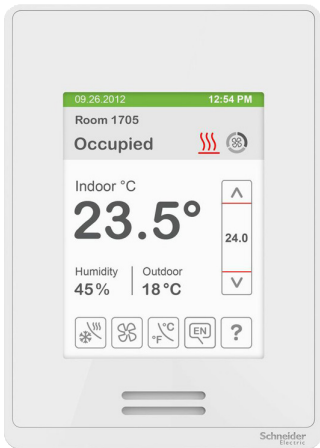 09.26.2012 12:54 PM
Room 1705
Occupied
Indoor °C
23.5°
24.0
Humidity Outdoor
45% 18°C
°C
°F
EN
?
Schneider
Electric